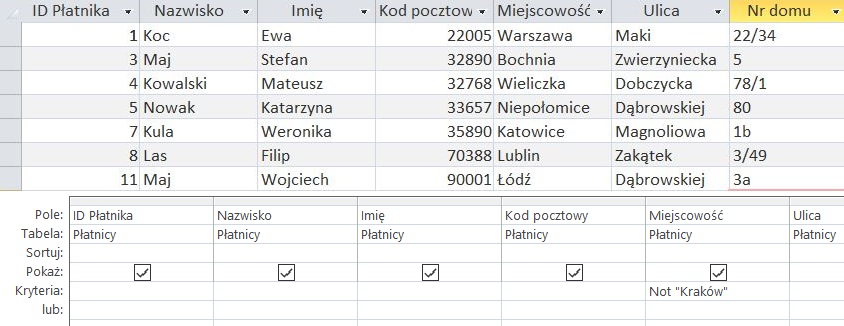 ID Płatnika Nazwisko Imię Kod pocztow Miejscowość Ulica Nr domu
1 Koc Ewa 22005 Warszawa Maki 22/34
3 Maj Stefan 32890 Bochnia Zwierzyniecka 5
4 Kowalski Mateusz 32768 Wieliczka Dobczycka 78/1
5 Nowak Katarzyna 33657 Niepołomice Dąbrowskiej 80
7 Kula Weronika 35890 Katowice Magnoliowa 1b
8 Las Filip 70388 Lublin Zakątek 3/49
11 Maj Wojciech 90001 Łódź Dąbrowskiej 3a
Pole: ID Płatnika Nazwisko Imię Kod pocztowy Miejscowość Ulica
Tabela: Płatnicy Płatnicy Płatnicy Płatnicy Płatnicy Płatnicy
Sortuj:
Pokaż:
Kryteria: Not "Kraków"
lub: